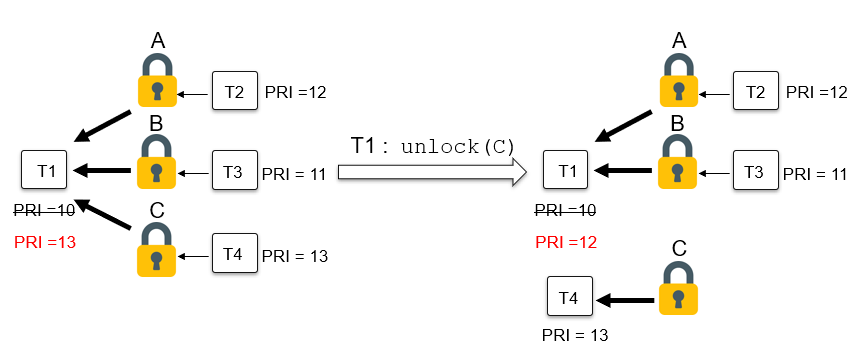 A
T2 PRI =12
B
T1
T3 PRI = 11
PRI =10
PRI =13
C
T4 PRI = 13
T1 : unlock(C)
A
T2 PRI =12
B
T1
T3 PRI = 11
PRI =10
PRI =12
C
T4
PRI = 13